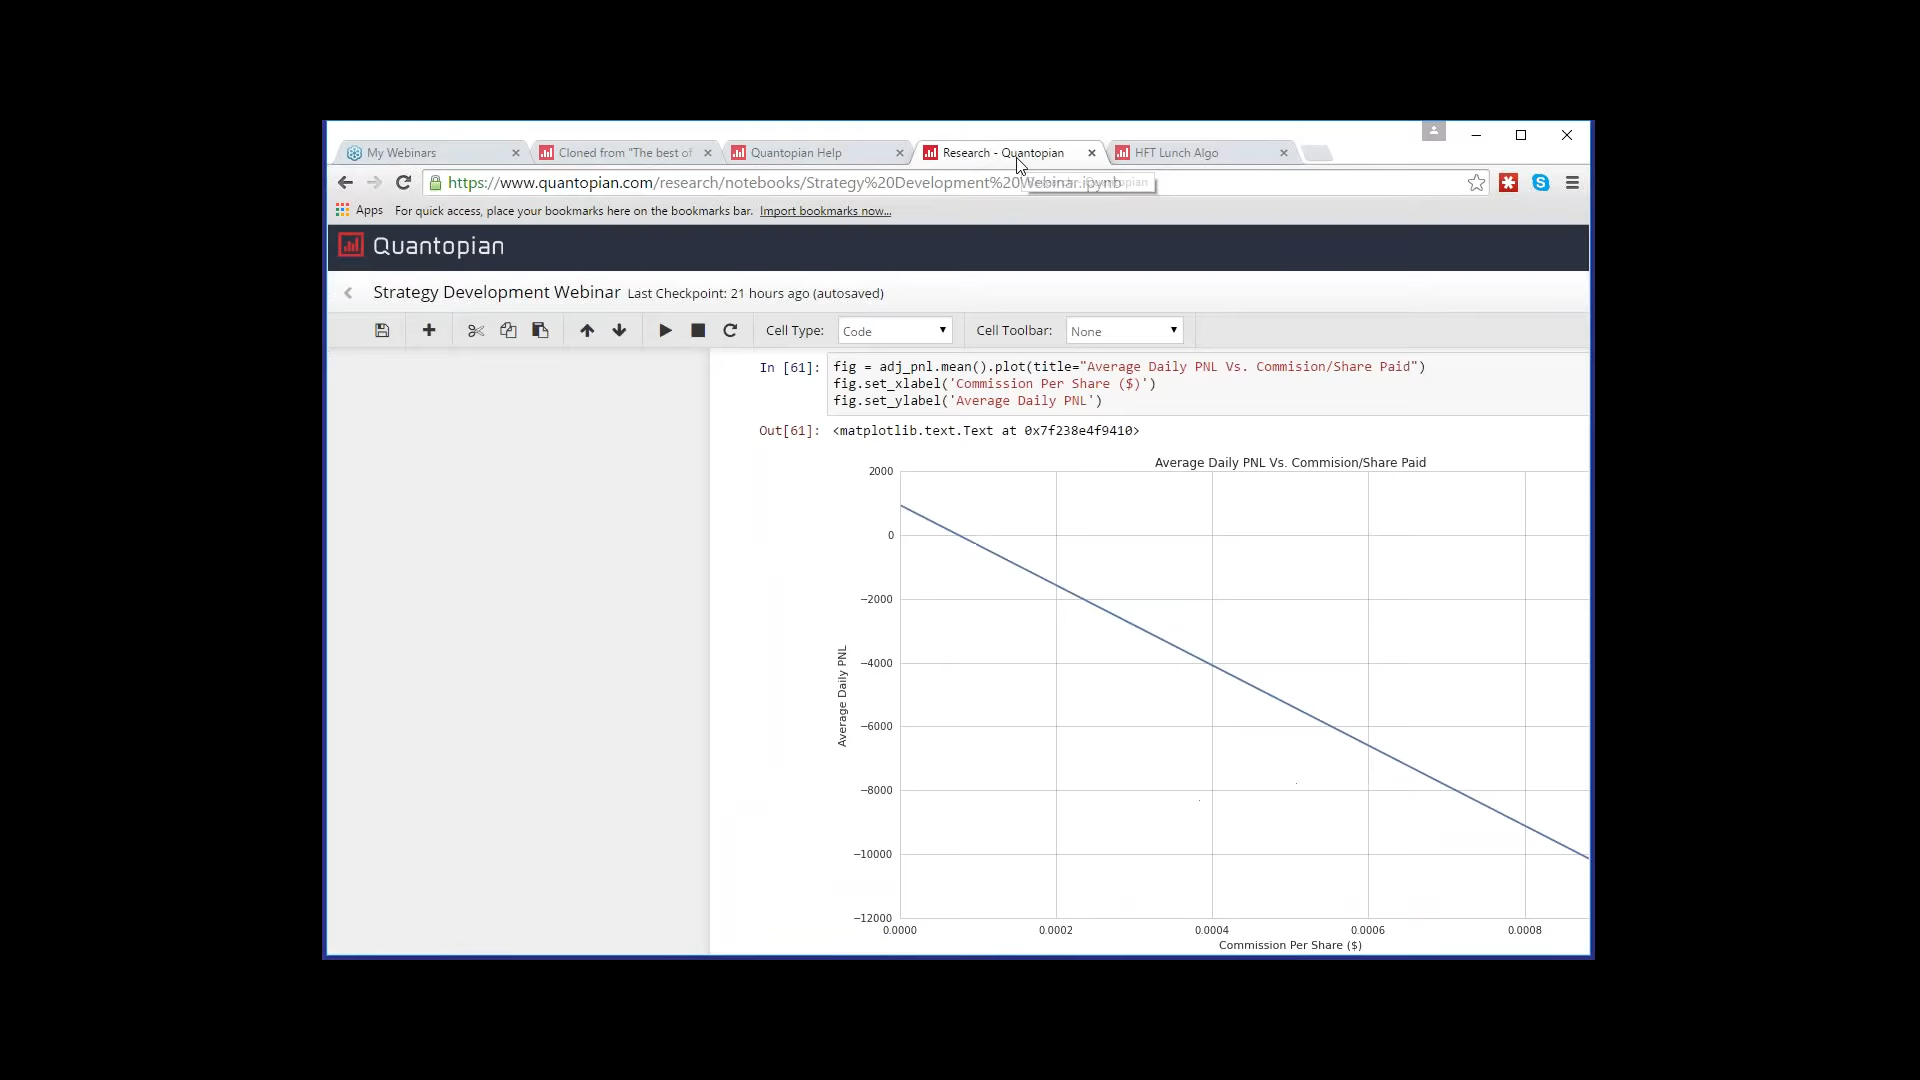 My Webinars
Cloned from "The best of
Quantopian Help
Research - Quantopian
HFT Lunch Algo
https://www.quantopian.com/research/notebooks/Strategy%20Development%20Webinar.ipynb
Apps
For quick access, place your bookmarks here on the bookmarks bar.
Import bookmarks now...
Quantopian
Strategy Development Webinar Last Checkpoint: 21 hours ago (autosaved)
Cell Type: Code
Cell Toolbar: None
In [61]: fig = adj_pnl.mean().plot(title="Average Daily PNL Vs. Commision/Share Paid")
fig.set_xlabel('Commission Per Share ($)')
fig.set_ylabel('Average Daily PNL')
Out[61]: <matplotlib.text.Text at 0x7f238e4f9410>
Average Daily PNL Vs. Commision/Share Paid
2000
0
−2000
−4000
−6000
−8000
−10000
−12000
Average Daily PNL
0.0000
0.0002
0.0004
0.0006
0.0008
Commission Per Share ($)